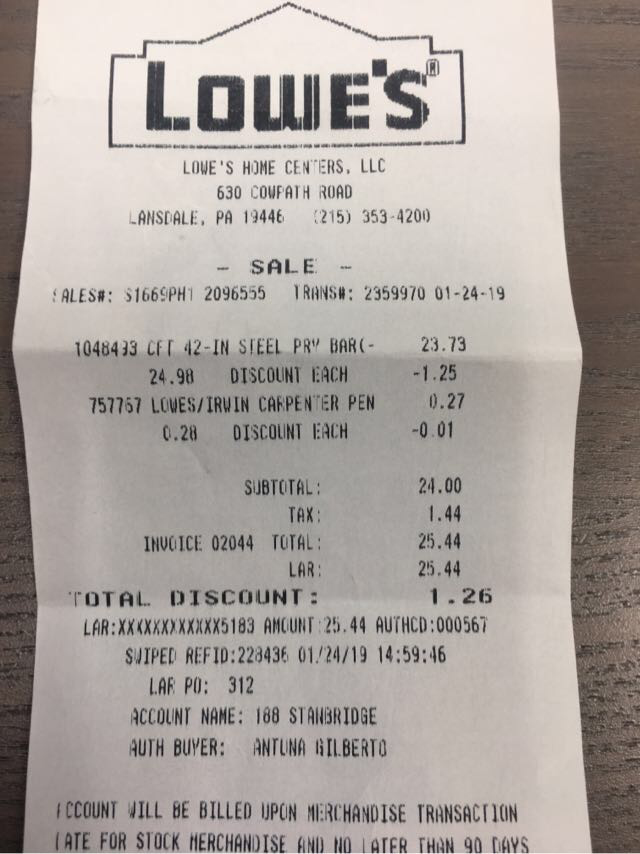 LOWE'S®
LOWE'S HOME CENTERS, LLC
630 COWPATH ROAD
LANSDALE, PA 19446 (215) 353-4200
- SALE -
SALES#: S1669PH1 2096555 TRANS#: 2359970 01-24-19
1048493 CFT 42-IN STEEL PRY BAR(- 23.73
24.98 DISCOUNT EACH -1.25
757767 LOWES/IRWIN CARPENTER PEN 0.27
0.28 DISCOUNT EACH -0.01
SUBTOTAL: 24.00
TAX: 1.44
INVOICE 02044 TOTAL: 25.44
LAR: 25.44
TOTAL DISCOUNT: 1.26
LAR:XXXXXXXXXXXX5183 AMOUNT:25.44 AUTHCD:000567
SWIPED REFID:228436 01/24/19 14:59:46
LAR PO: 312
ACCOUNT NAME: 188 STANBRIDGE
AUTH BUYER: ANTUNA GILBERTO
ACCOUNT WILL BE BILLED UPON MERCHANDISE TRANSACTION
DATE FOR STOCK MERCHANDISE AND NO LATER THAN 90 DAYS